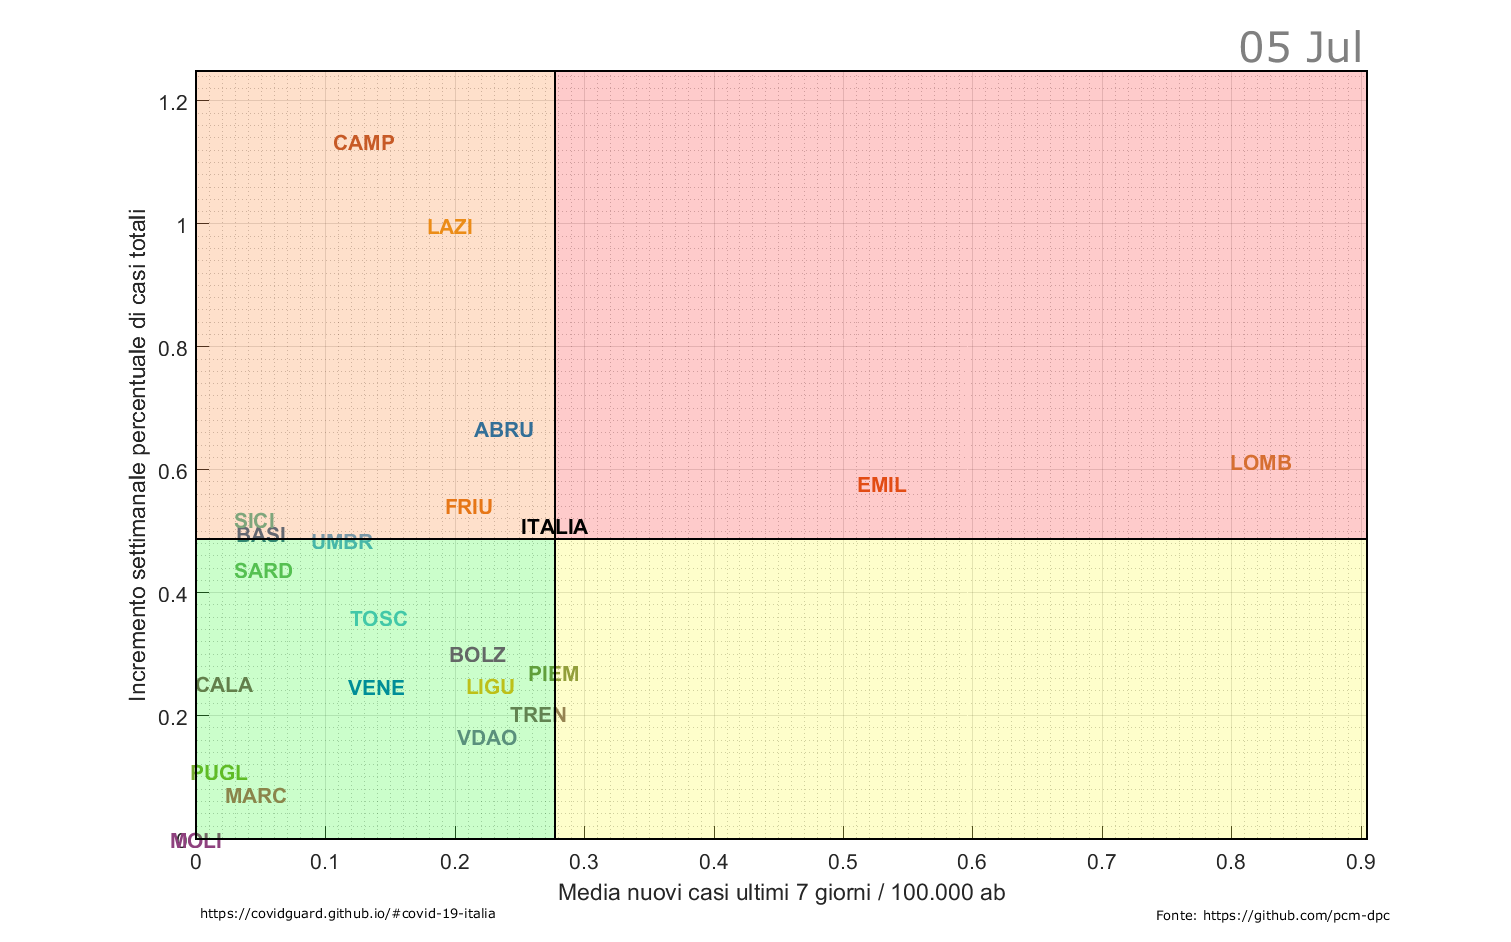 05 Jul
1.2
CAMP
1
LAZI
0.8
ABRU
0.6
LOMB
EMIL
FRIU
SICI
ITALIA
BASI
UMBR
SARD
0.4
TOSC
BOLZ
PIEM
CALA
VENE
LIGU
0.2
TREN
VDAO
PUGL
MARC
0
MOLI
0 0.1 0.2 0.3 0.4 0.5 0.6 0.7 0.8 0.9
Incremento settimanale percentuale di casi totali
Media nuovi casi ultimi 7 giorni / 100.000 ab
https://covidguard.github.io/#covid-19-italia
Fonte: https://github.com/pcm-dpc